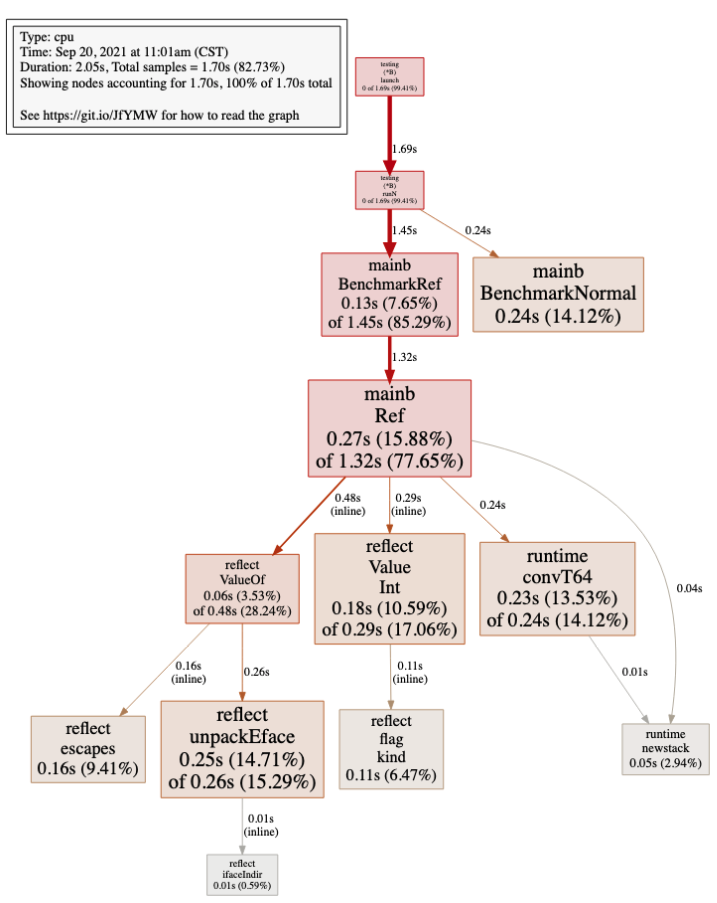 Type: cpu
Time: Sep 20, 2021 at 11:01am (CST)
Duration: 2.05s, Total samples = 1.70s (82.73%)
Showing nodes accounting for 1.70s, 100% of 1.70s total
See https://git.io/JfYMW for how to read the graph
testing
(*B)
launch
0 of 1.69s (99.41%)
1.69s
testing
(*B)
runN
0 of 1.69s (99.41%)
1.45s
0.24s
mainb
BenchmarkRef
0.13s (7.65%)
of 1.45s (85.29%)
mainb
BenchmarkNormal
0.24s (14.12%)
1.32s
mainb
Ref
0.27s (15.88%)
of 1.32s (77.65%)
0.48s
(inline)
0.29s
(inline)
0.24s
0.04s
reflect
ValueOf
0.06s (3.53%)
of 0.48s (28.24%)
reflect
Value
Int
0.18s (10.59%)
of 0.29s (17.06%)
runtime
convT64
0.23s (13.53%)
of 0.24s (14.12%)
0.16s
(inline)
0.26s
0.11s
(inline)
0.01s
reflect
escapes
0.16s (9.41%)
reflect
unpackEface
0.25s (14.71%)
of 0.26s (15.29%)
reflect
flag
kind
0.11s (6.47%)
runtime
newstack
0.05s (2.94%)
0.01s
(inline)
reflect
ifaceIndir
0.01s (0.59%)